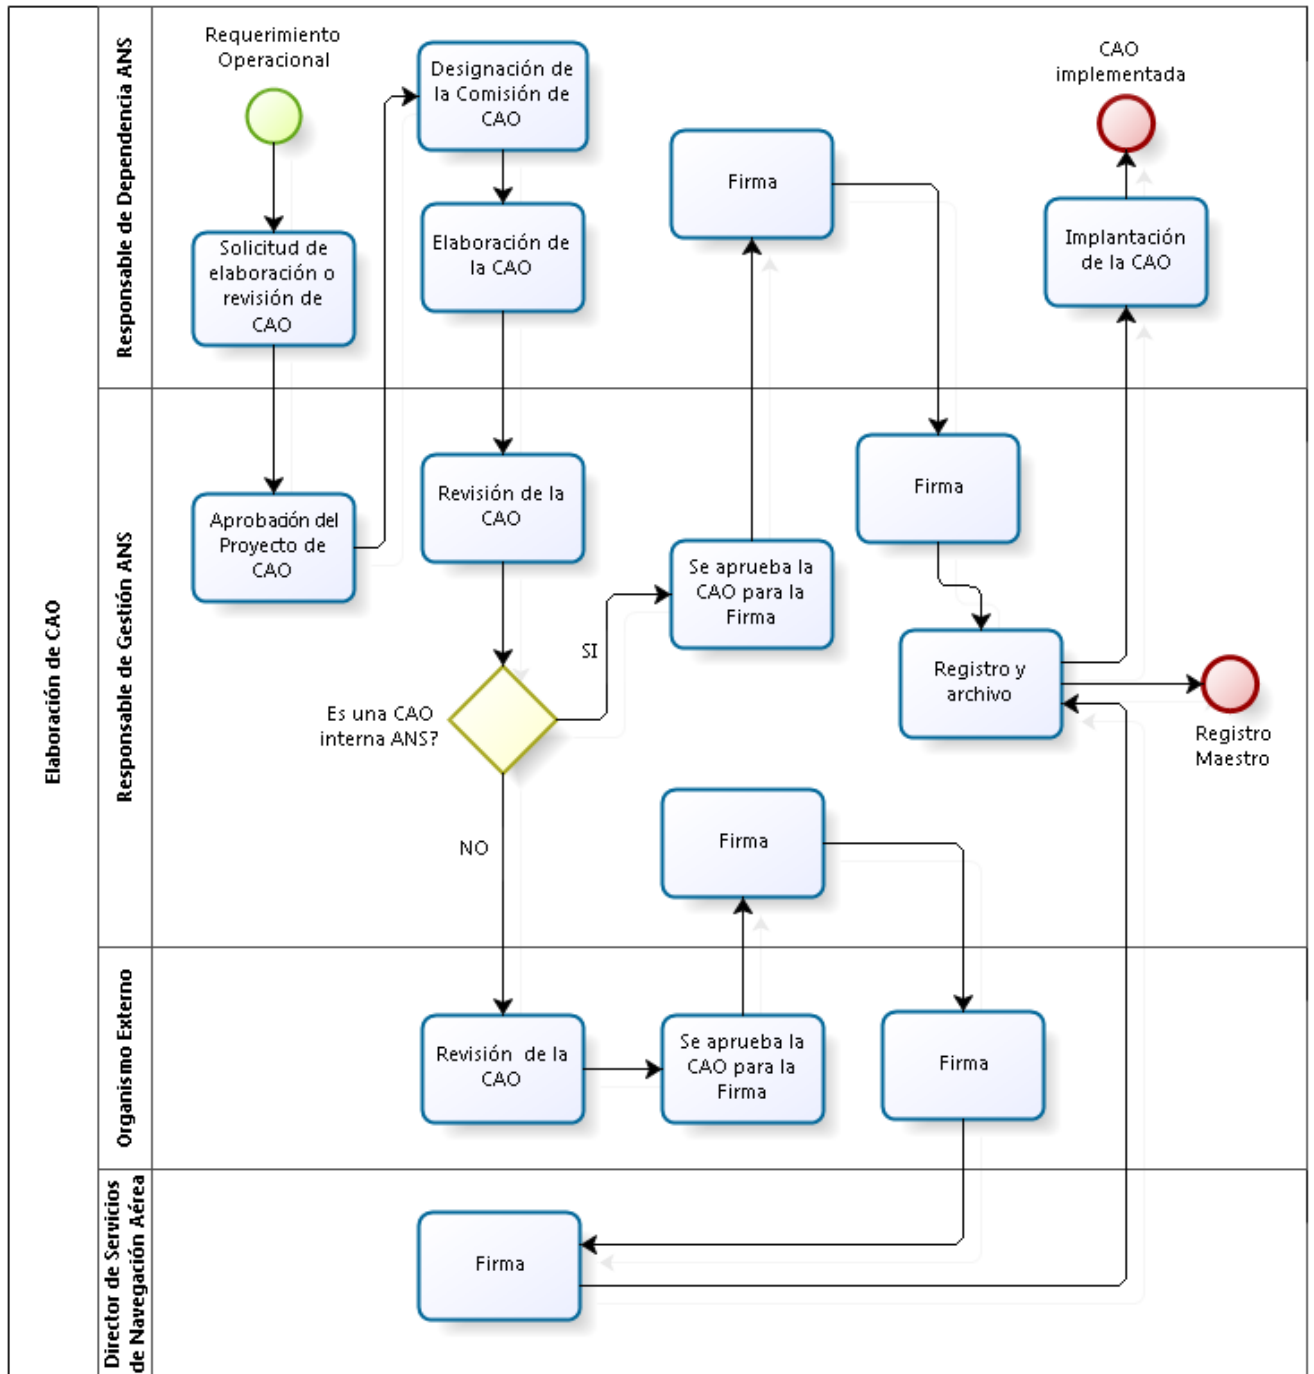 Elaboración de CAO
Responsable de Dependencia ANS
Requerimiento
Operacional
Solicitud de
elaboración o
revisión de
CAO
Designación de
la Comisión de
CAO
Elaboración de
la CAO
Firma
CAO
implementada
Implantación
de la CAO
Responsable de Gestión ANS
Aprobación del
Proyecto de
CAO
Revisión de la
CAO
Es una CAO
interna ANS?
SI
NO
Se aprueba la
CAO para la
Firma
Firma
Registro y
archivo
Registro
Maestro
Firma
Organismo Externo
Revisión  de la
CAO
Se aprueba la
CAO para la
Firma
Firma
Director de Servicios
de Navegación Aérea
Firma